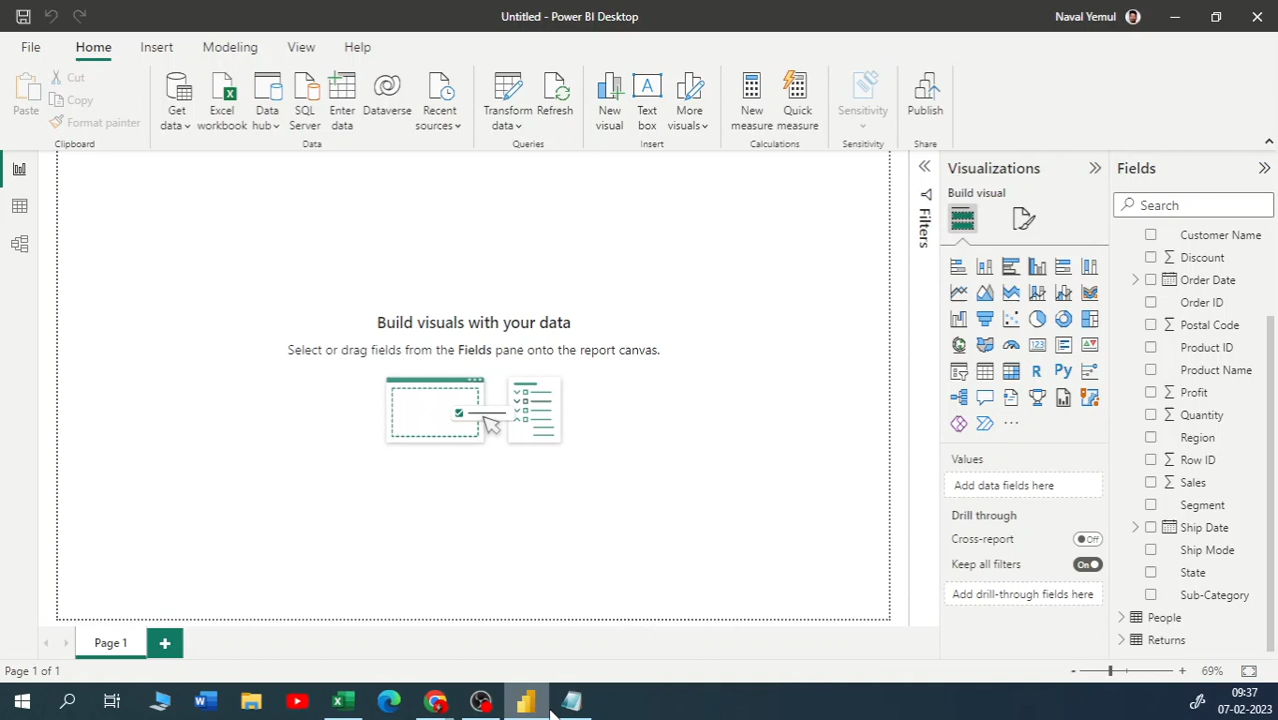 Untitled - Power BI Desktop
Naval Yemul
File
Home
Insert
Modeling
View
Help
Paste
Cut
Copy
Format painter
Clipboard
Get
data
Excel
workbook
Data
hub
SQL
Server
Enter
data
Dataverse
Recent
sources
Data
Transform
data
Refresh
Queries
New
visual
Text
box
More
visuals
Insert
New
measure
Quick
measure
Calculations
Sensitivity
Sensitivity
Publish
Share
Build visuals with your data
Select or drag fields from the Fields pane onto the report canvas.
Filters
Visualizations
Build visual
Values
Add data fields here
Drill through
Cross-report
Off
Keep all filters
On
Add drill-through fields here
Fields
Search
Customer Name
Discount
Order Date
Order ID
Postal Code
Product ID
Product Name
Profit
Quantity
Region
Row ID
Sales
Segment
Ship Date
Ship Mode
State
Sub-Category
People
Returns
Page 1
Page 1 of 1
69%
09:37
07-02-2023